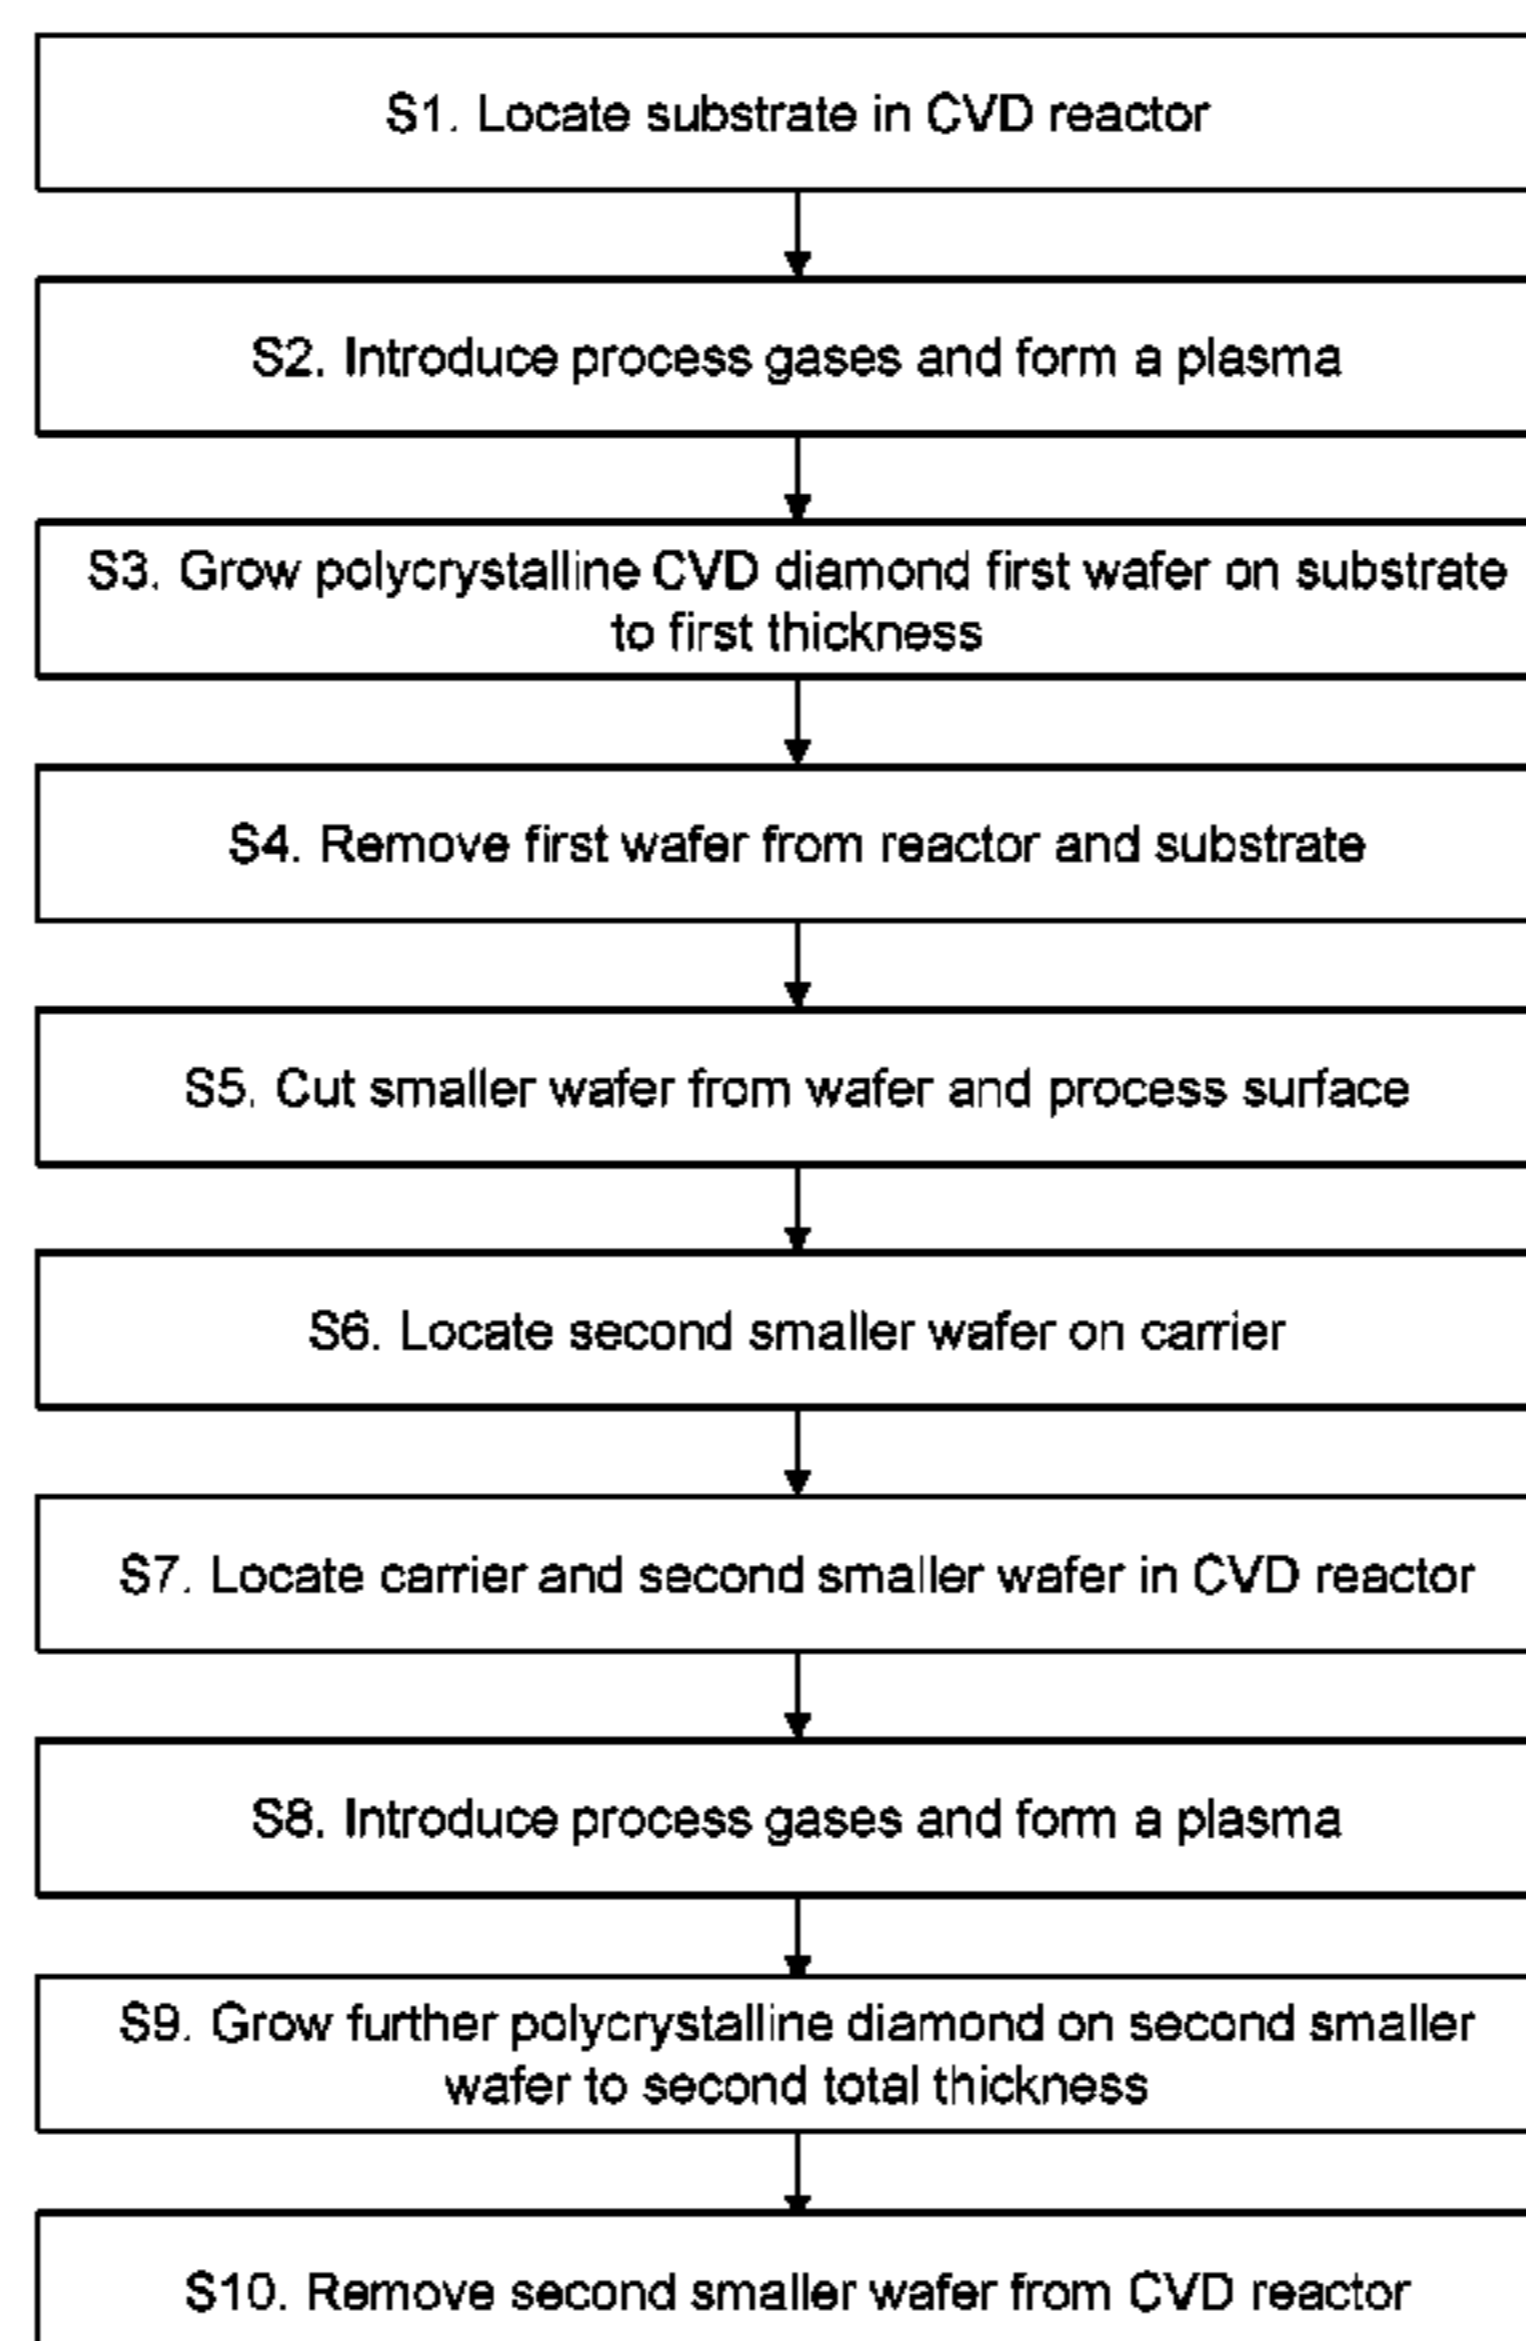 S1. Locate substrate in CVD reactor
S2. Introduce process gases and form a plasma
S3. Grow polycrystalline CVD diamond first wafer on substrate
to first thickness
S4. Remove first wafer from reactor and substrate
S5. Cut smaller wafer from wafer and process surface
S6. Locate second smaller wafer on carrier
S7. Locate carrier and second smaller wafer in CVD reactor
S8. Introduce process gases and form a plasma
S9. Grow further polycrystalline diamond on second smaller
wafer to second total thickness
S10. Remove second smaller wafer from CVD reactor